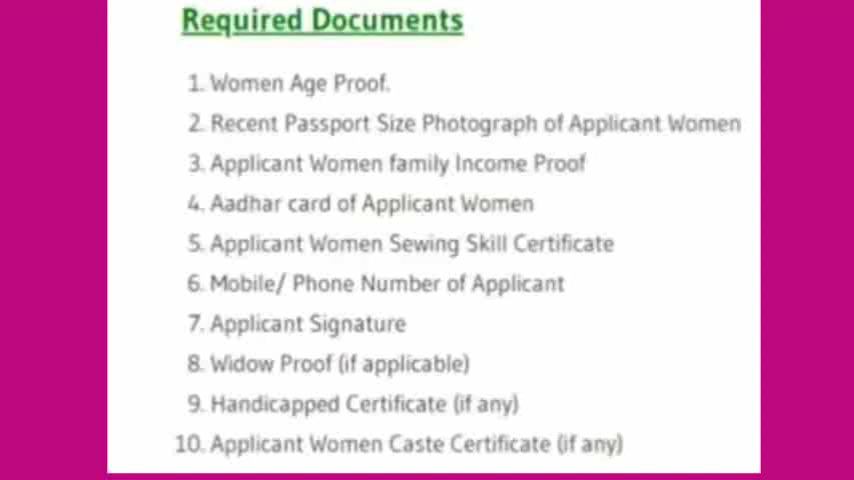 Required Documents
1. Women Age Proof.
2. Recent Passport Size Photograph of Applicant Women
3. Applicant Women family Income Proof
4. Aadhar card of Applicant Women
5. Applicant Women Sewing Skill Certificate
6. Mobile/ Phone Number of Applicant
7. Applicant Signature
8. Widow Proof (if applicable)
9. Handicapped Certificate (if any)
10. Applicant Women Caste Certificate (if any)